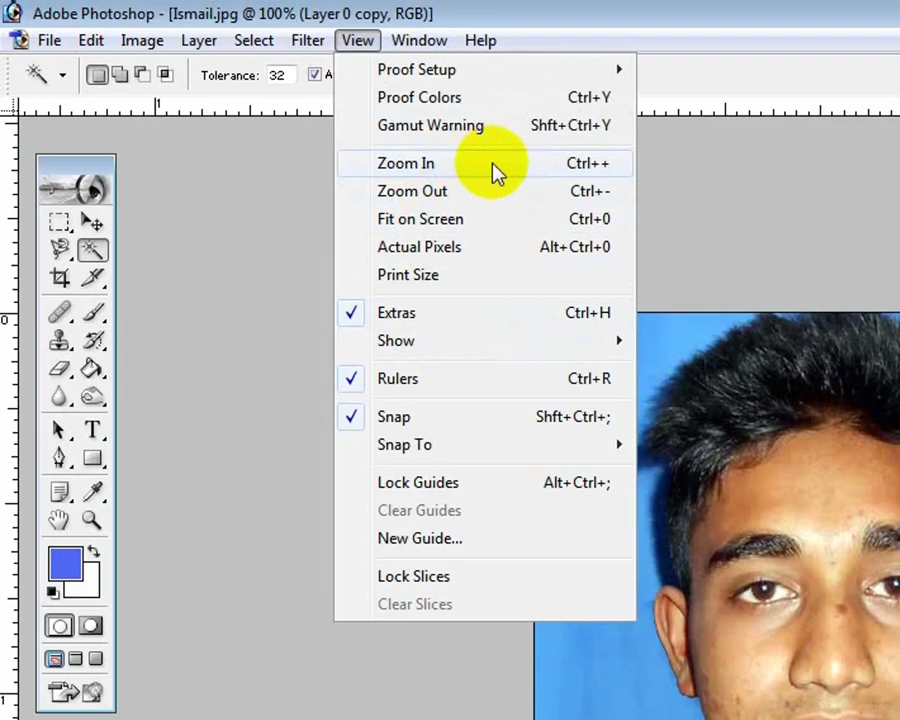 Adobe Photoshop - [Ismail.jpg @ 100% (Layer 0 copy, RGB)]
File Edit Image Layer Select Filter View Window Help
Tolerance: 32
Proof Setup
Proof Colors Ctrl+Y
Gamut Warning Shft+Ctrl+Y
Zoom In Ctrl++
Zoom Out Ctrl+-
Fit on Screen Ctrl+0
Actual Pixels Alt+Ctrl+0
Print Size
Extras Ctrl+H
Show
Rulers Ctrl+R
Snap Shft+Ctrl+;
Snap To
Lock Guides Alt+Ctrl+;
Clear Guides
New Guide...
Lock Slices
Clear Slices
1
0
1